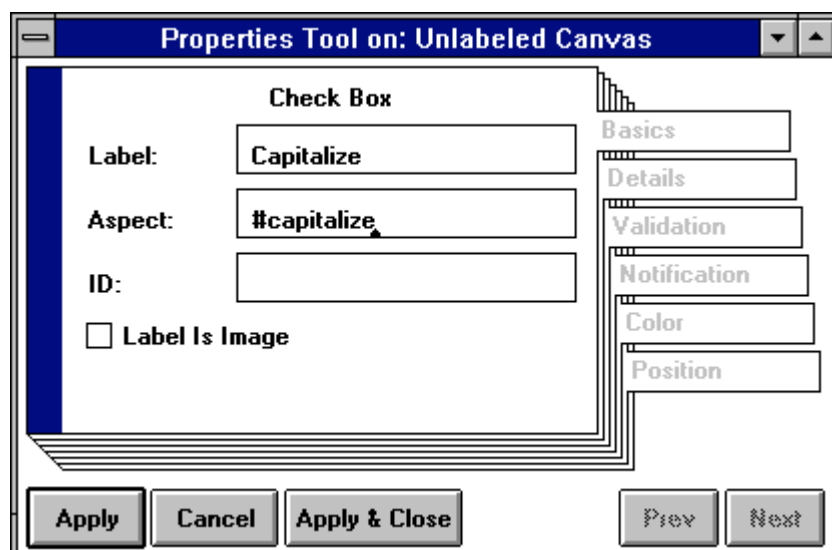 Properties Tool on: Unlabeled Canvas
Check Box
Label: Capitalize
Aspect: #capitalize
ID:
Label Is Image
Basics
Details
Validation
Notification
Color
Position
Apply Cancel Apply & Close Prev Next